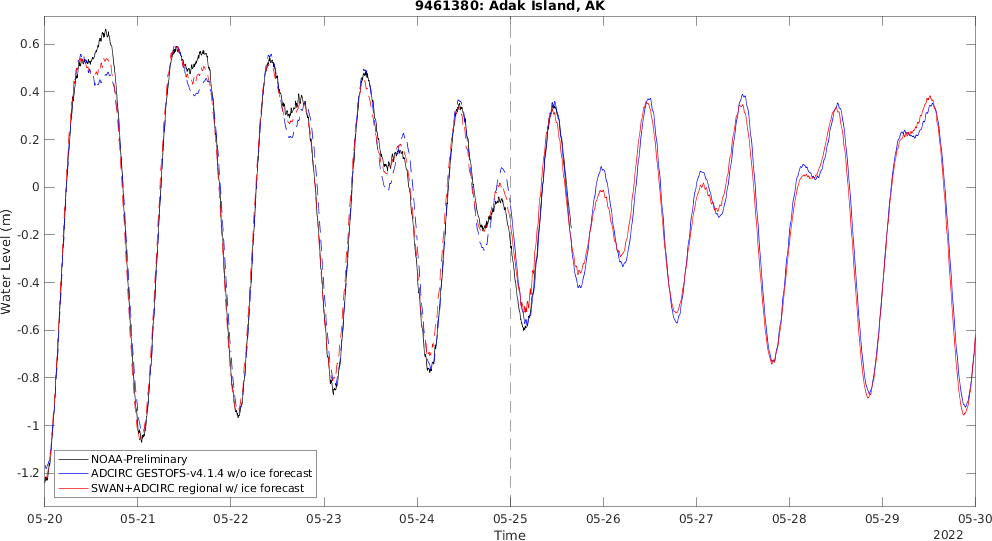 9461380: Adak Island, AK
Water Level (m)
0.6
0.4
0.2
0
-0.2
-0.4
-0.6
-0.8
-1
-1.2
NOAA-Preliminary
ADCIRC GESTOFS-v4.1.4 w/o ice forecast
SWAN+ADCIRC regional w/ ice forecast
05-20 05-21 05-22 05-23 05-24 05-25 05-26 05-27 05-28 05-29 05-30
Time
2022